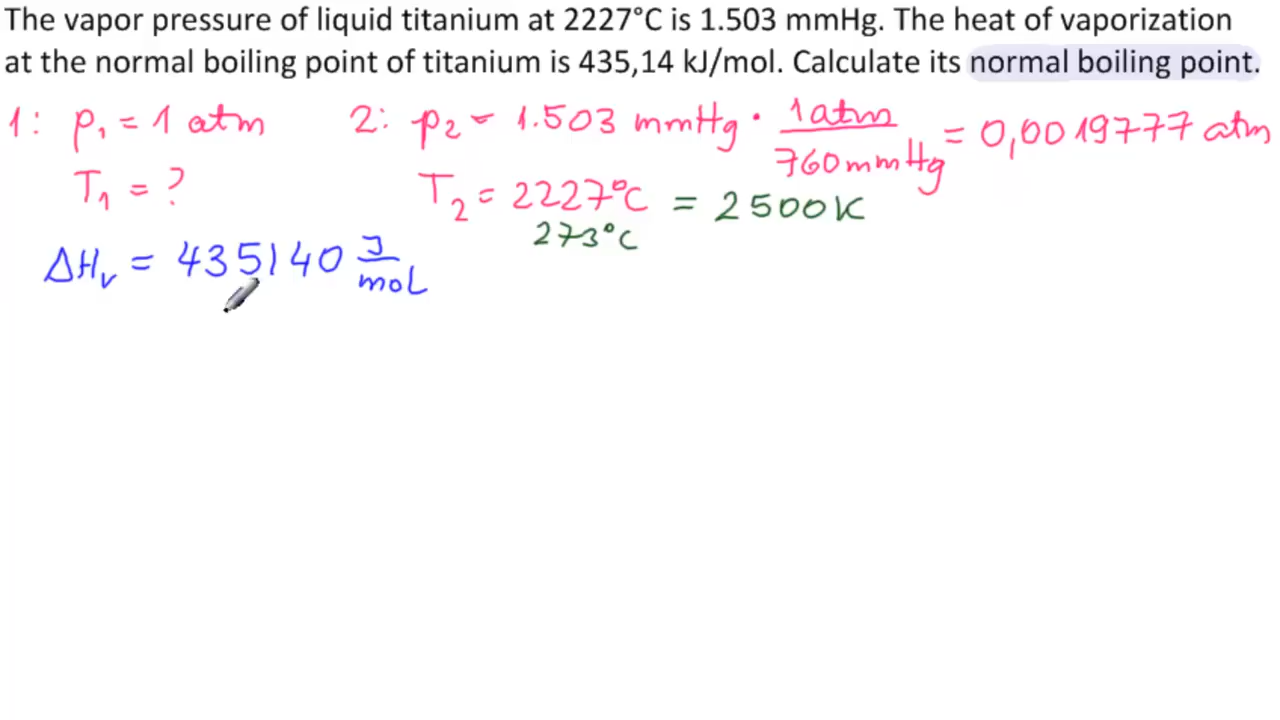 The vapor pressure of liquid titanium at 2227°C is 1.503 mmHg. The heat of vaporization
at the normal boiling point of titanium is 435,14 kJ/mol. Calculate its normal boiling point.
1: p₁ = 1 atm 2: p₂ = 1.503 mmHg · 1atm / 760mmHg = 0,0019777 atm
T₁ = ? T₂ = 2227°C = 2500K
273°C
ΔHᵥ = 435140 J/mol